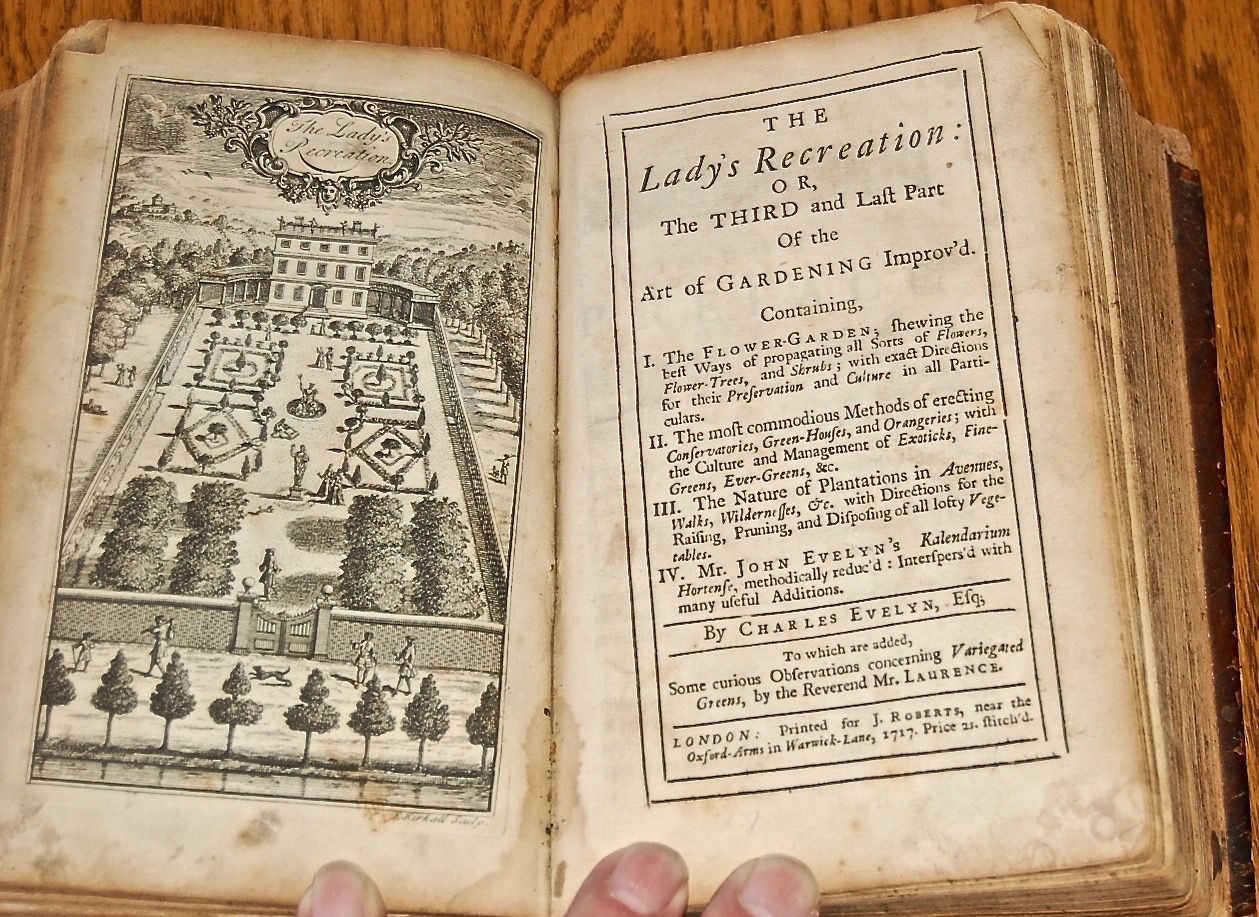 The Lady's
Recreation
E. Kirkall Sculp.
THE
Lady's Recreation:
OR,
The THIRD and Laſt Part
Of the
Art of GARDENING Improv'd.
Containing,
I. The FLOWER-GARDEN; ſhewing the
beſt Ways of propagating all Sorts of Flowers,
Flower-Trees, and Shrubs; with exact Directions
for their Preſervation and Culture in all Parti-
culars.
II. The moſt commodious Methods of erecting
Conſervatories, Green-Houſes, and Orangeries; with
the Culture and Management of Exoticks, Fine-
Greens, Ever-Greens, &c.
III. The Nature of Plantations in Avenues,
Walks, Wilderneſſes, &c. with Directions for the
Raiſing, Pruning, and Diſpoſing of all lofty Vege-
tables.
IV. Mr. JOHN EVELYN's Kalendarium
Hortenſe, methodically reduc'd: Interſpers'd with
many uſeful Additions.
By CHARLES EVELYN, Eſq;
To which are added,
Some curious Obſervations concerning Variegated
Greens, by the Reverend Mr. LAURENCE.
LONDON: Printed for J. ROBERTS, near the
Oxford-Arms in Warwick-Lane, 1717. Price 2s. ſtitch'd.